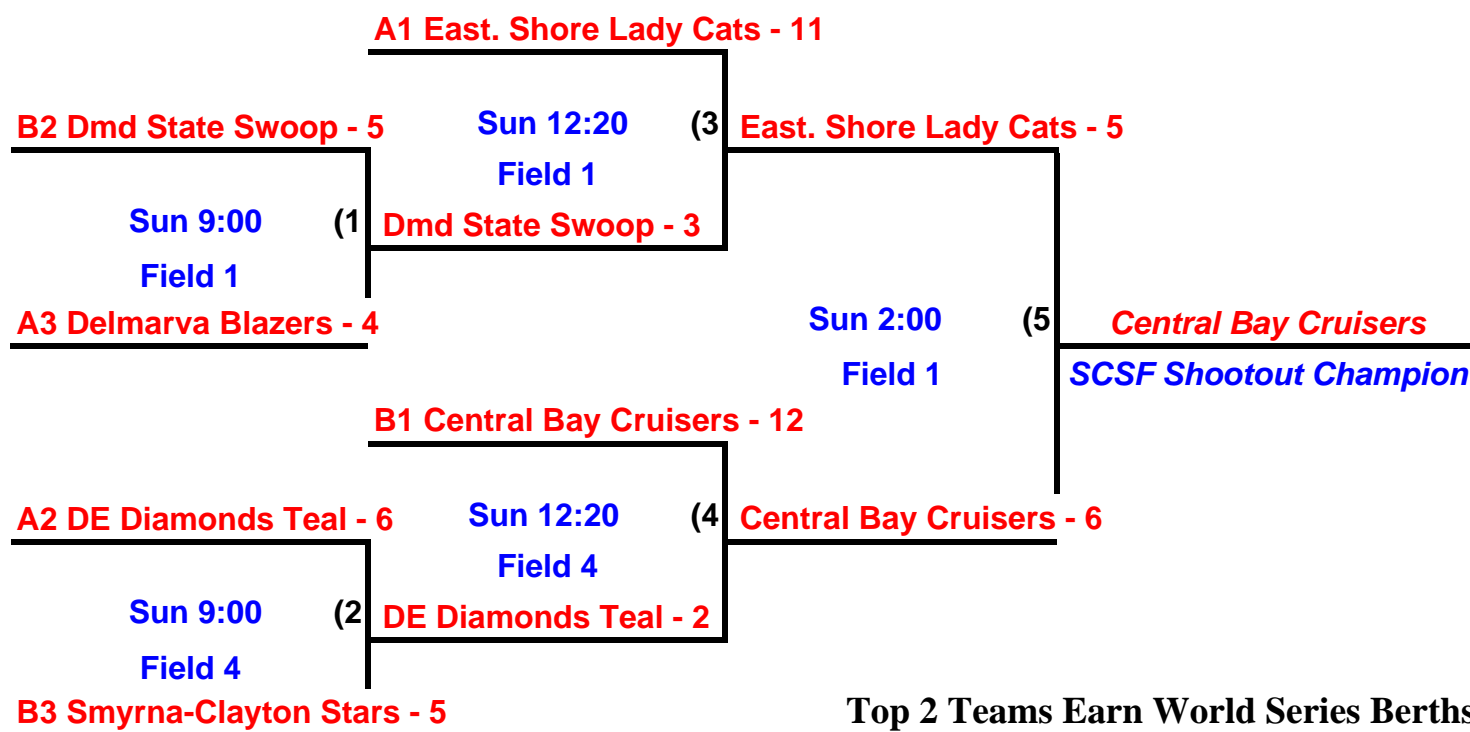 A1 East. Shore Lady Cats - 11
B2 Dmd State Swoop - 5
Sun 12:20 (3
East. Shore Lady Cats - 5
Field 1
Sun 9:00 (1
Dmd State Swoop - 3
Field 1
A3 Delmarva Blazers - 4
Sun 2:00 (5
Central Bay Cruisers
Field 1
SCSF Shootout Champion
B1 Central Bay Cruisers - 12
A2 DE Diamonds Teal - 6
Sun 12:20 (4
Central Bay Cruisers - 6
Field 4
Sun 9:00 (2
DE Diamonds Teal - 2
Field 4
B3 Smyrna-Clayton Stars - 5
Top 2 Teams Earn World Series Berths